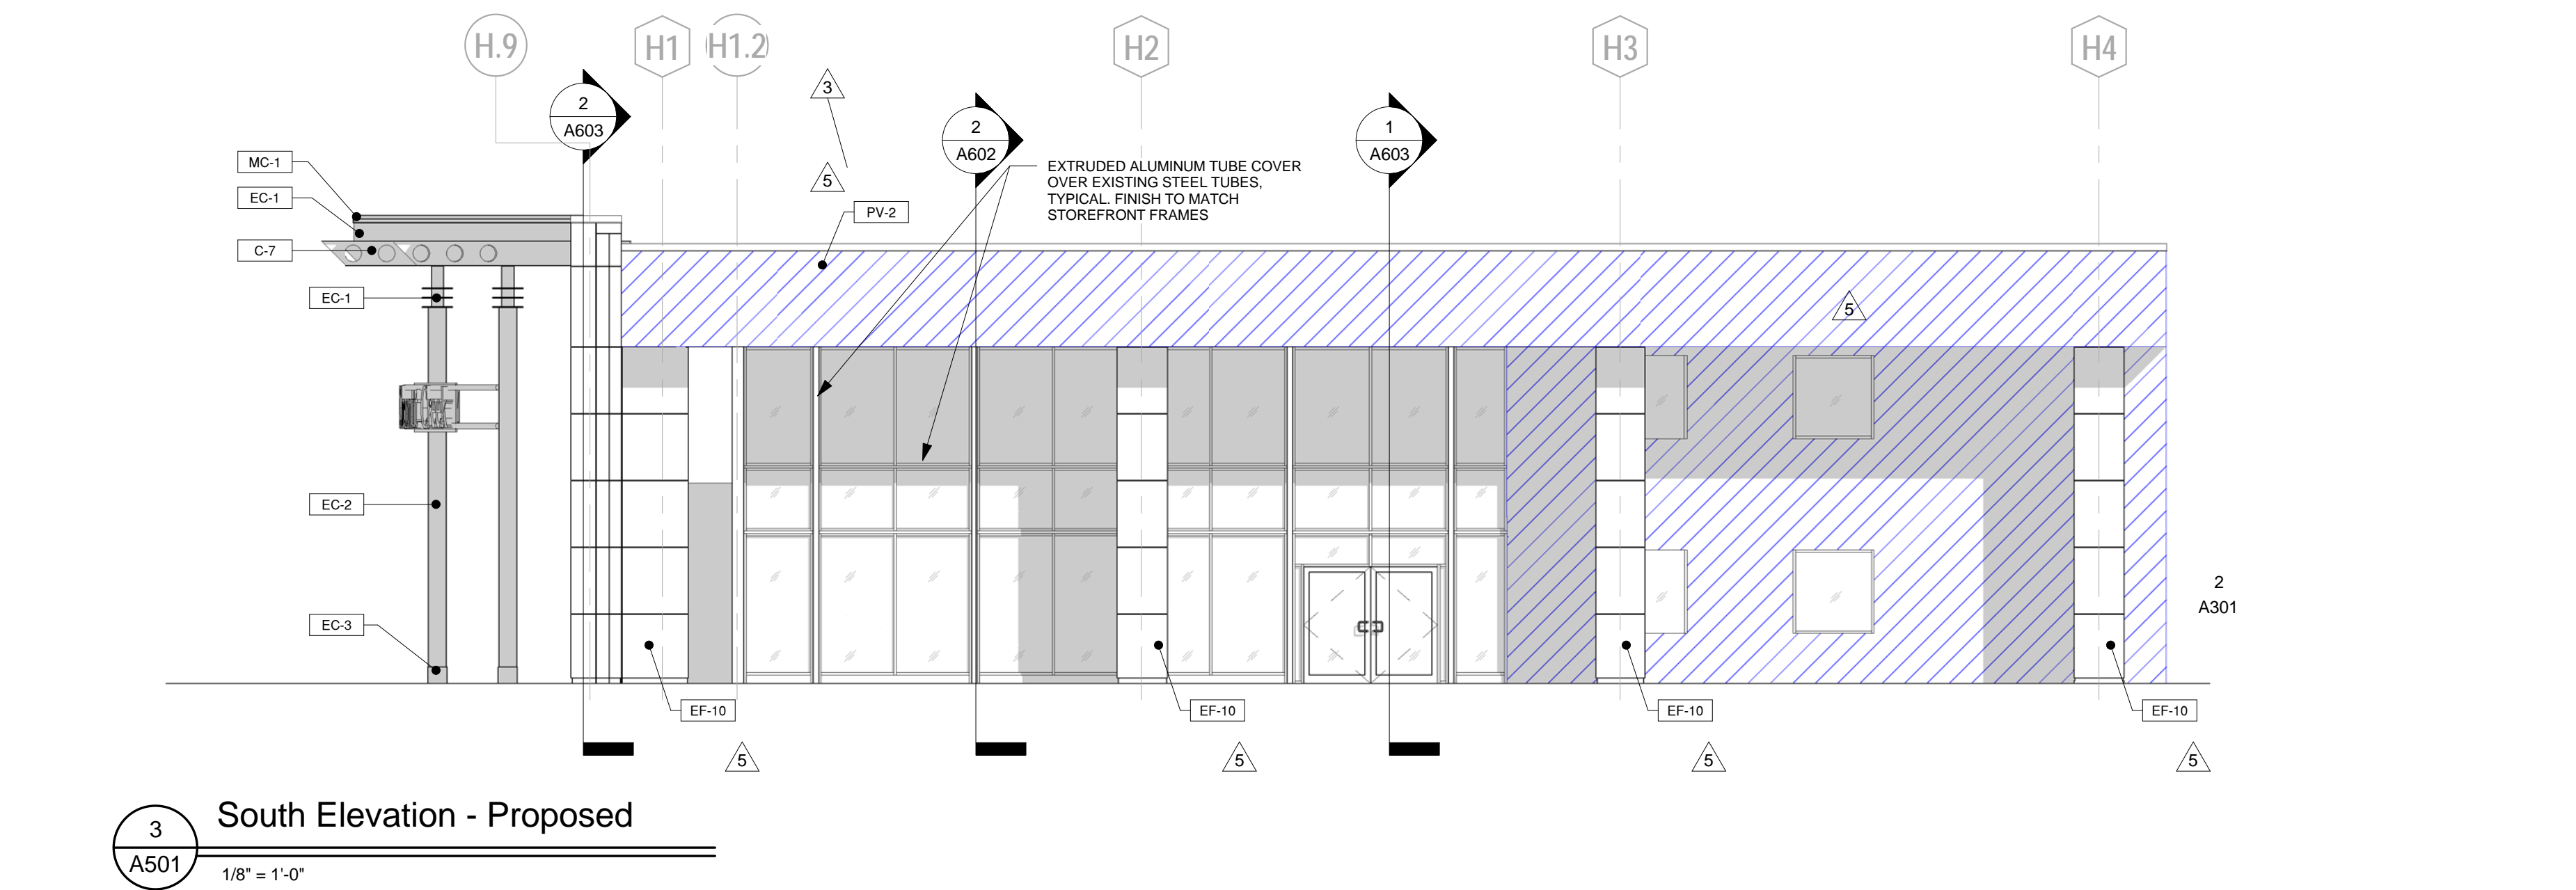 H.9
H1
H1.2
H2
H3
H4
2
A603
3
2
A602
1
A603
MC-1
EC-1
C-7
EC-1
EC-2
EC-3
5
PV-2
EXTRUDED ALUMINUM TUBE COVER
OVER EXISTING STEEL TUBES,
TYPICAL. FINISH TO MATCH
STOREFRONT FRAMES
5
2
A301
EF-10
EF-10
EF-10
EF-10
5
5
5
5
3
A501
South Elevation - Proposed
1/8" = 1'-0"